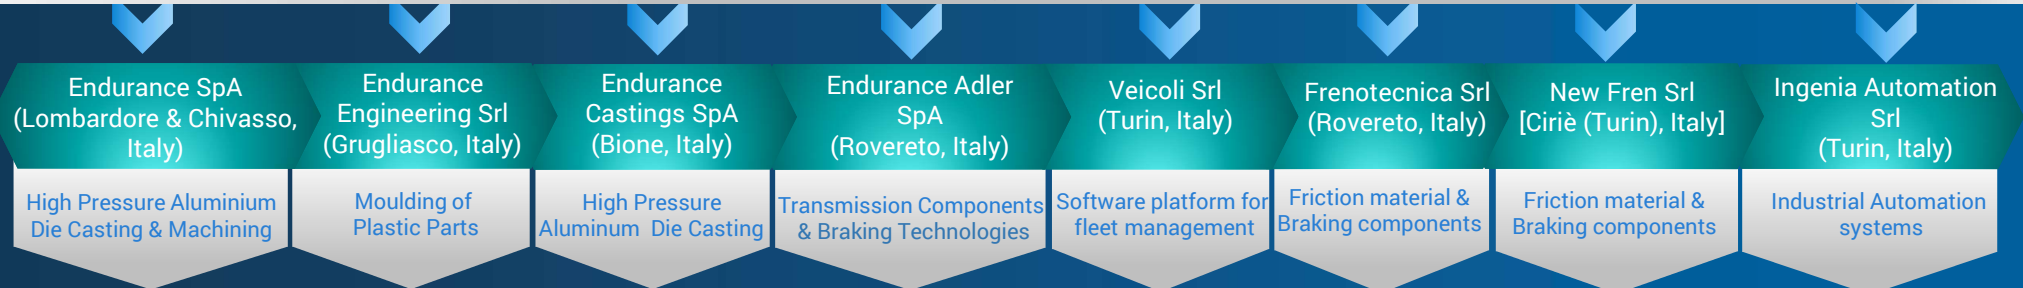 Endurance SpA
(Lombardore & Chivasso,
Italy)
High Pressure Aluminium
Die Casting & Machining
Endurance
Engineering Srl
(Grugliasco, Italy)
Moulding of
Plastic Parts
Endurance
Castings SpA
(Bione, Italy)
High Pressure
Aluminum  Die Casting
Endurance Adler
SpA
(Rovereto, Italy)
Transmission Components
& Braking Technologies
Veicoli Srl
(Turin, Italy)
Software platform for
fleet management
Frenotecnica Srl
(Rovereto, Italy)
Friction material &
Braking components
New Fren Srl
[Ciriè (Turin), Italy]
Friction material &
Braking components
Ingenia Automation
Srl
(Turin, Italy)
Industrial Automation
systems